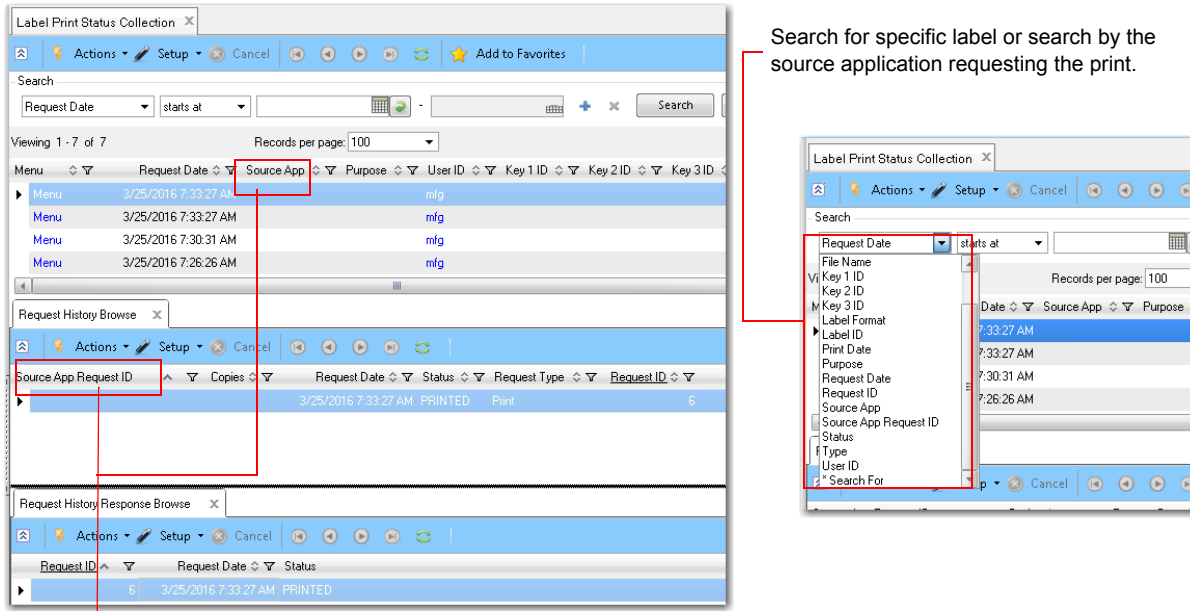 Label Print Status Collection X
Actions Setup Cancel Add to Favorites
Search
Request Date starts at - Search
Viewing 1 - 7 of 7 Records per page: 100
Menu Request Date Source App Purpose User ID Key 1 ID Key 2 ID Key 3 ID
Menu 3/25/2016 7:33:27 AM mfg
Menu 3/25/2016 7:33:27 AM mfg
Menu 3/25/2016 7:30:31 AM mfg
Menu 3/25/2016 7:26:26 AM mfg
Request History Browse X
Actions Setup Cancel
Source App Request ID Copies Request Date Status Request Type Request ID
3/25/2016 7:33:27 AM PRINTED Print 6
Request History Response Browse X
Actions Setup Cancel
Request ID Request Date Status
6 3/25/2016 7:33:27 AM PRINTED
Search for specific label or search by the
source application requesting the print.
Label Print Status Collection X
Actions Setup Cancel
Search
Request Date starts at
File Name
Key 1 ID Records per page: 100
Key 2 ID
Key 3 ID Date Source App Purpose
Label Format
Label ID 7:33:27 AM
Print Date 7:33:27 AM
Purpose
Request Date 7:30:31 AM
Request ID
Source App 7:26:26 AM
Source App Request ID
Status
Type
User ID
* Search For p Cancel